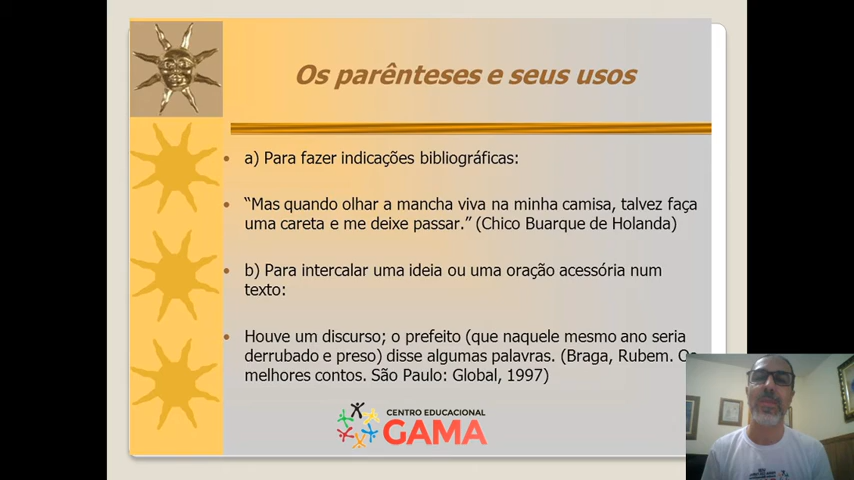 Os parênteses e seus usos
a) Para fazer indicações bibliográficas:
“Mas quando olhar a mancha viva na minha camisa, talvez faça
uma careta e me deixe passar.” (Chico Buarque de Holanda)
b) Para intercalar uma ideia ou uma oração acessória num
texto:
Houve um discurso; o prefeito (que naquele mesmo ano seria
derrubado e preso) disse algumas palavras. (Braga, Rubem.
melhores contos. São Paulo: Global, 1997)
CENTRO EDUCACIONAL
GAMA